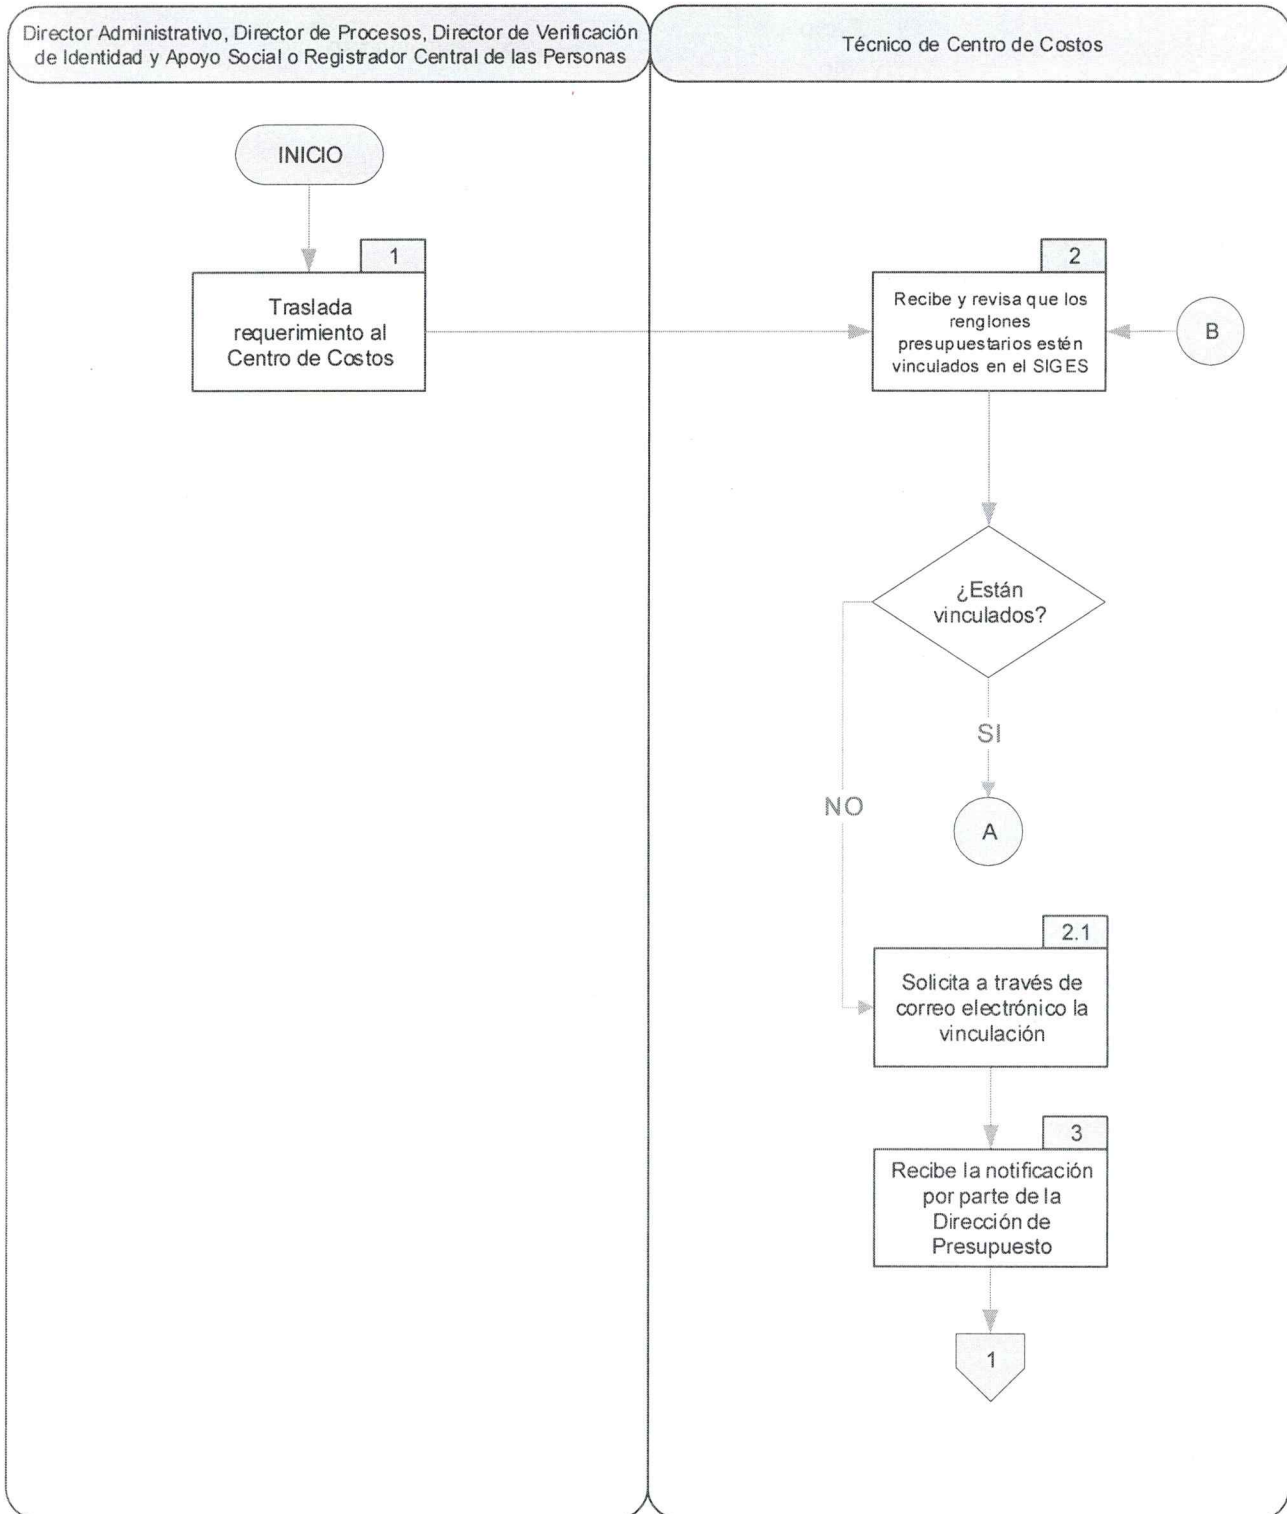 Director Administrativo, Director de Procesos, Director de Verificación
de Identidad y Apoyo Social o Registrador Central de las Personas
Técnico de Centro de Costos
INICIO
1
Traslada
requerimiento al
Centro de Costos
2
Recibe y revisa que los
renglones
presupuestarios estén
vinculados en el SIGES
B
¿Están
vinculados?
SI
NO
A
2.1
Solicita a través de
correo electrónico la
vinculación
3
Recibe la notificación
por parte de la
Dirección de
Presupuesto
1